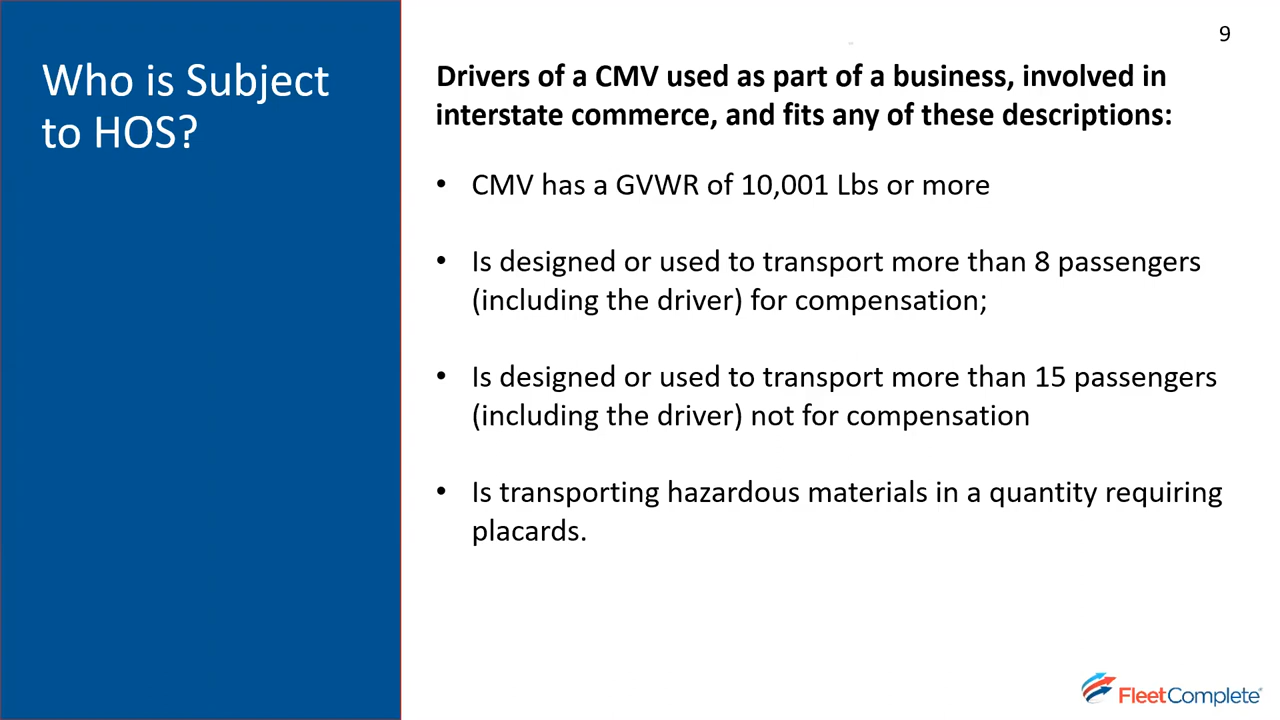 9
Who is Subject
to HOS?
Drivers of a CMV used as part of a business, involved in
interstate commerce, and fits any of these descriptions:
• CMV has a GVWR of 10,001 Lbs or more
• Is designed or used to transport more than 8 passengers
(including the driver) for compensation;
• Is designed or used to transport more than 15 passengers
(including the driver) not for compensation
• Is transporting hazardous materials in a quantity requiring
placards.
FleetComplete